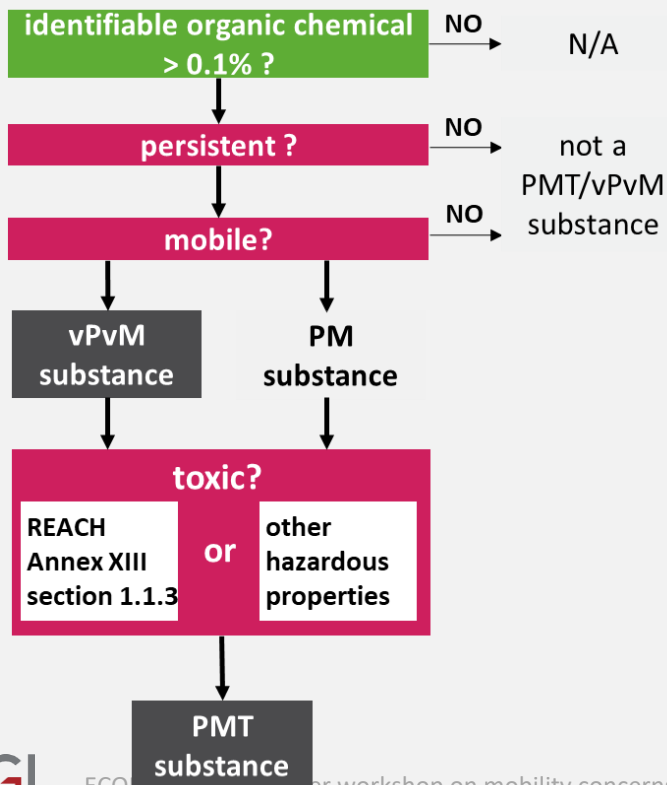 identifiable organic chemical
> 0.1% ?
NO
N/A
persistent ?
NO
not a
PMT/vPvM
substance
mobile?
NO
vPvM
substance
PM
substance
toxic?
REACH
Annex XIII
section 1.1.3
or
other
hazardous
properties
PMT
substance
workshop on mobility